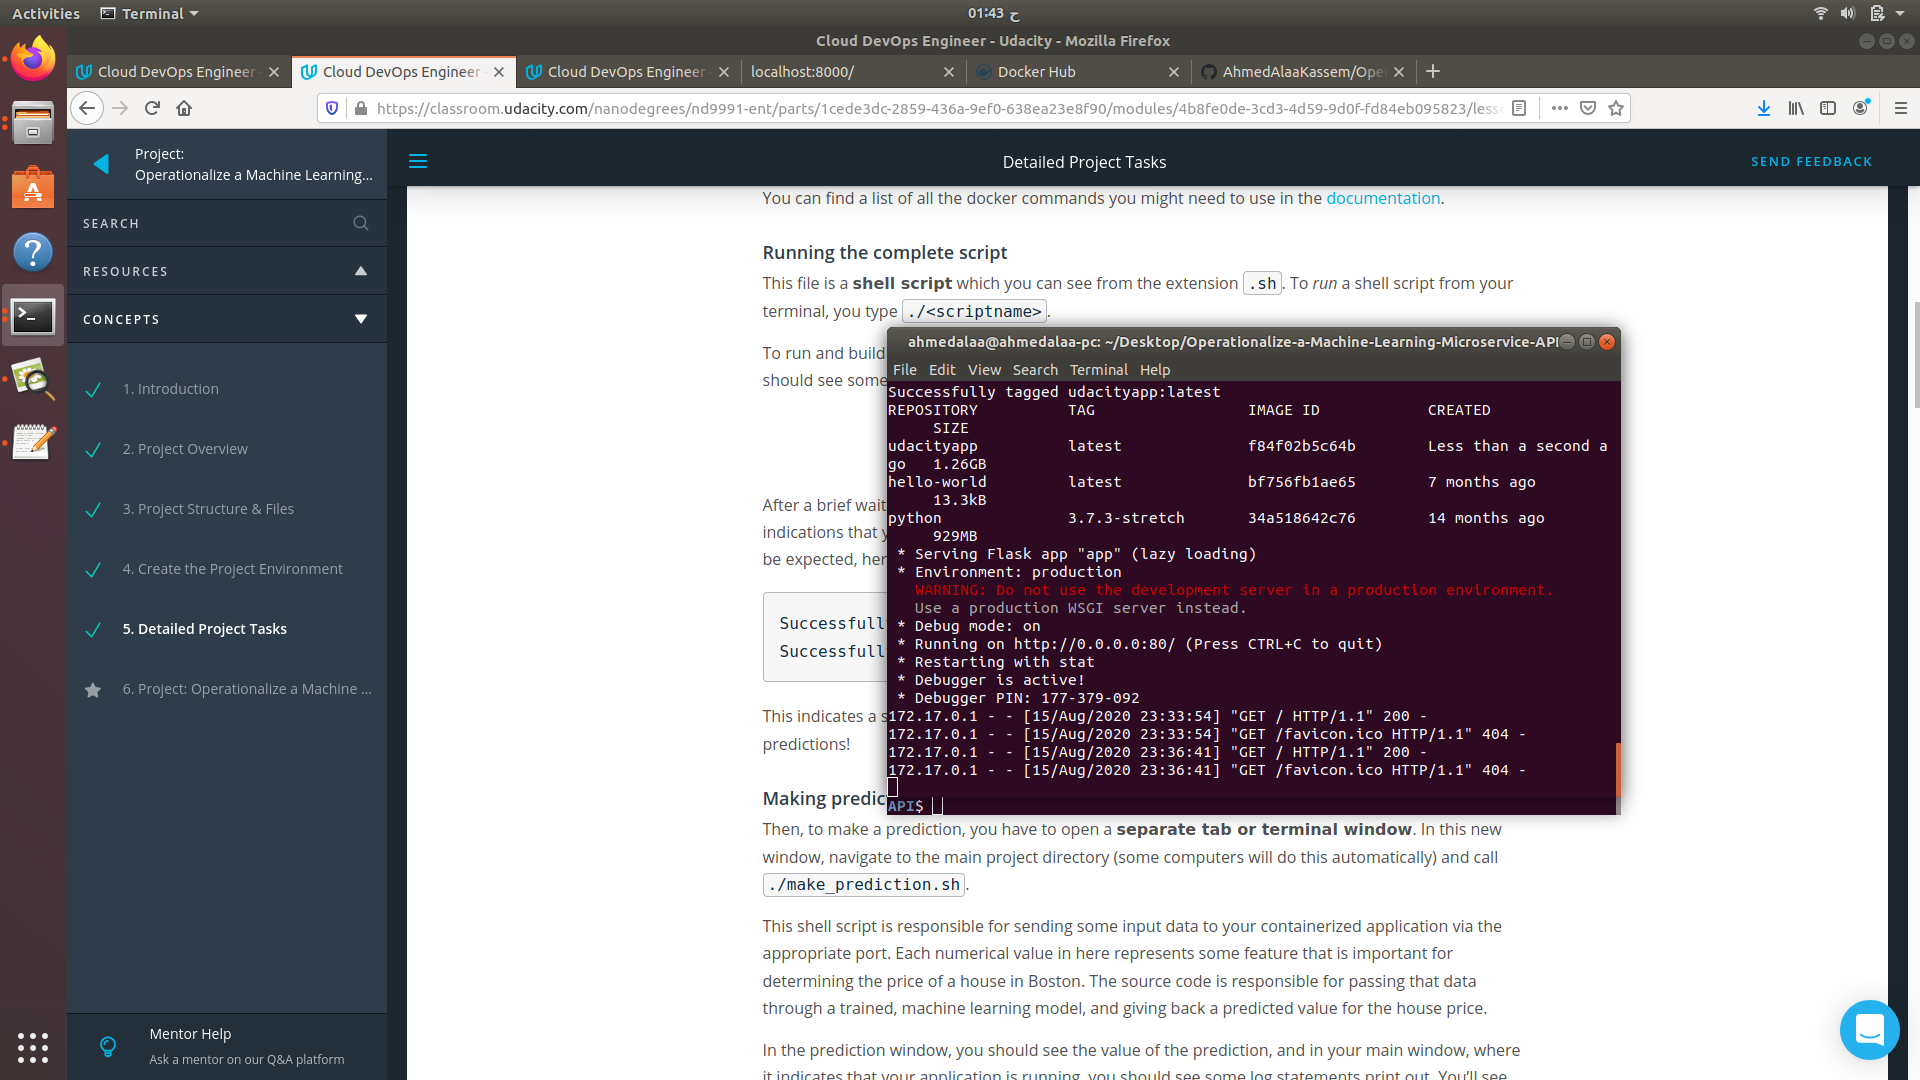 Activities
Terminal
01:43 ح
Cloud DevOps Engineer - Udacity - Mozilla Firefox
Cloud DevOps Engineer -
Cloud DevOps Engineer -
Cloud DevOps Engineer
localhost:8000/
Docker Hub
AhmedAlaaKassem/Ope
https://classroom.udacity.com/nanodegrees/nd9991-ent/parts/1cede3dc-2859-436a-9ef0-638ea23e8f90/modules/4b8fe0de-3cd3-4d59-9d0f-fd84eb095823/less
Project:
Operationalize a Machine Learning...
SEARCH
RESOURCES
CONCEPTS
1. Introduction
2. Project Overview
3. Project Structure & Files
4. Create the Project Environment
5. Detailed Project Tasks
6. Project: Operationalize a Machine ...
Mentor Help
Ask a mentor on our Q&A platform
Detailed Project Tasks
SEND FEEDBACK
You can find a list of all the docker commands you might need to use in the documentation.
Running the complete script
This file is a shell script which you can see from the extension .sh. To run a shell script from your
terminal, you type ./<scriptname>.
To run and build
should see some
After a brief wait
indications that y
be expected, her
Successfull
Successfull
This indicates a s
predictions!
ahmedalaa@ahmedalaa-pc: ~/Desktop/Operationalize-a-Machine-Learning-Microservice-API
File Edit View Search Terminal Help
Successfully tagged udacityapp:latest
REPOSITORY TAG IMAGE ID CREATED
SIZE
udacityapp latest f84f02b5c64b Less than a second a
go 1.26GB
hello-world latest bf756fb1ae65 7 months ago
13.3kB
python 3.7.3-stretch 34a518642c76 14 months ago
929MB
* Serving Flask app "app" (lazy loading)
* Environment: production
WARNING: Do not use the development server in a production environment.
Use a production WSGI server instead.
* Debug mode: on
* Running on http://0.0.0.0:80/ (Press CTRL+C to quit)
* Restarting with stat
* Debugger is active!
* Debugger PIN: 177-379-092
172.17.0.1 - - [15/Aug/2020 23:33:54] "GET / HTTP/1.1" 200 -
172.17.0.1 - - [15/Aug/2020 23:33:54] "GET /favicon.ico HTTP/1.1" 404 -
172.17.0.1 - - [15/Aug/2020 23:36:41] "GET / HTTP/1.1" 200 -
172.17.0.1 - - [15/Aug/2020 23:36:41] "GET /favicon.ico HTTP/1.1" 404 -
API$
Making predic
Then, to make a prediction, you have to open a separate tab or terminal window. In this new
window, navigate to the main project directory (some computers will do this automatically) and call
./make_prediction.sh.
This shell script is responsible for sending some input data to your containerized application via the
appropriate port. Each numerical value in here represents some feature that is important for
determining the price of a house in Boston. The source code is responsible for passing that data
through a trained, machine learning model, and giving back a predicted value for the house price.
In the prediction window, you should see the value of the prediction, and in your main window, where
it indicates that your application is running, you should see some log statements print out. You'll see